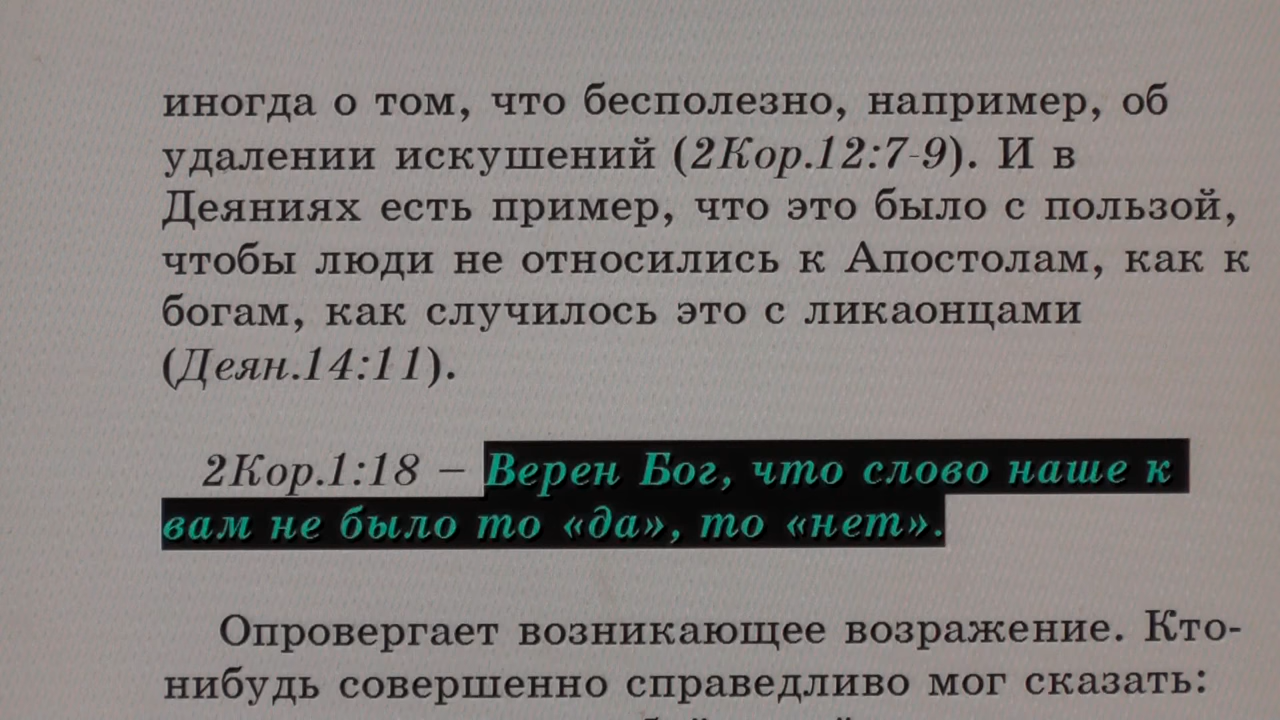 иногда о том, что бесполезно, например, об
удалении искушений (2Кор.12:7-9). И в
Деяниях есть пример, что это было с пользой,
чтобы люди не относились к Апостолам, как к
богам, как случилось это с ликаонцами
(Деян.14:11).
2Кор.1:18 – Верен Бог, что слово наше к
вам не было то «да», то «нет».
Опровергает возникающее возражение. Кто-
нибудь совершенно справедливо мог сказать: